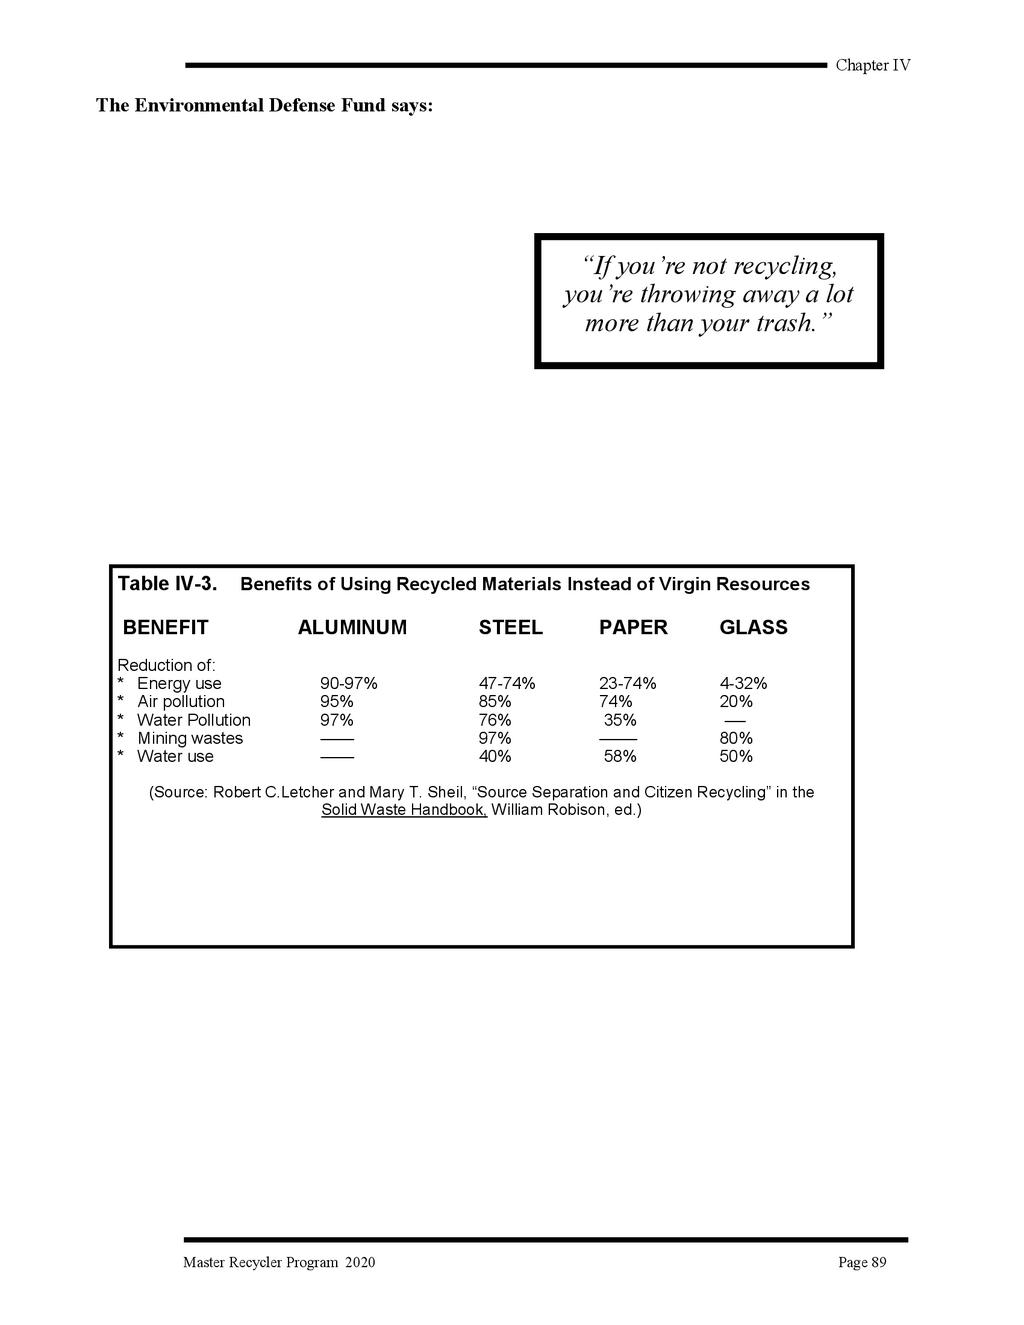 Chapter IV
The Environmental Defense Fund says:
“If you’re not recycling,
you’re throwing away a lot
more than your trash.”
Table IV-3. Benefits of Using Recycled Materials Instead of Virgin Resources
BENEFIT ALUMINUM STEEL PAPER GLASS
Reduction of:
* Energy use 90-97% 47-74% 23-74% 4-32%
* Air pollution 95% 85% 74% 20%
* Water Pollution 97% 76% 35% —
* Mining wastes —— 97% —— 80%
* Water use —— 40% 58% 50%
(Source: Robert C.Letcher and Mary T. Sheil, “Source Separation and Citizen Recycling” in the
Solid Waste Handbook, William Robison, ed.)
Master Recycler Program 2020 Page 89